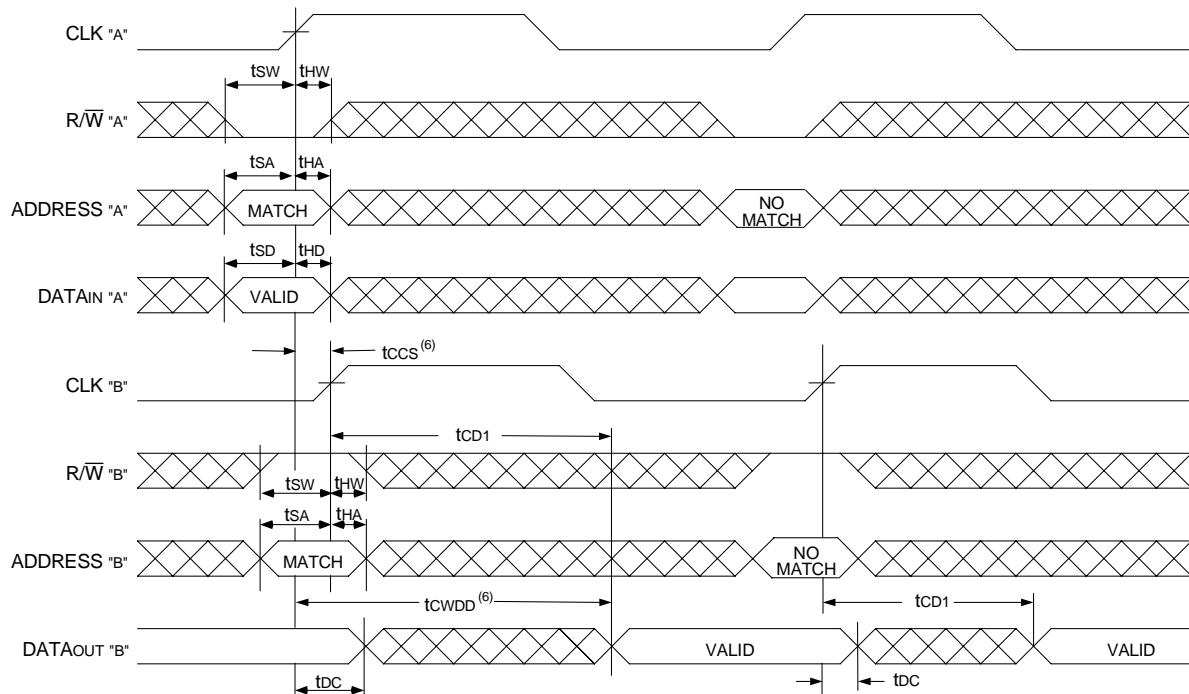 CLK "A"
tSW tHW
R/W̅ "A"
tSA tHA
ADDRESS "A" MATCH NO MATCH
tSD tHD
DATAIN "A" VALID
tCCS (6)
CLK "B"
tCD1
R/W̅ "B"
tSW tHW
tSA tHA
ADDRESS "B" MATCH NO MATCH
tCWDD (6) tCD1
DATAOUT "B" VALID VALID
tDC tDC